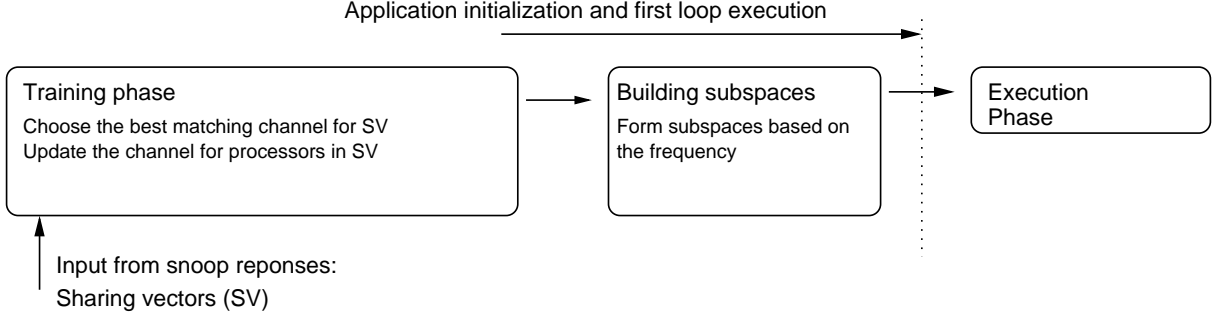 Application initialization and first loop execution
Training phase
Choose the best matching channel for SV
Update the channel for processors in SV
Building subspaces
Form subspaces based on
the frequency
Execution
Phase
Input from snoop reponses:
Sharing vectors (SV)